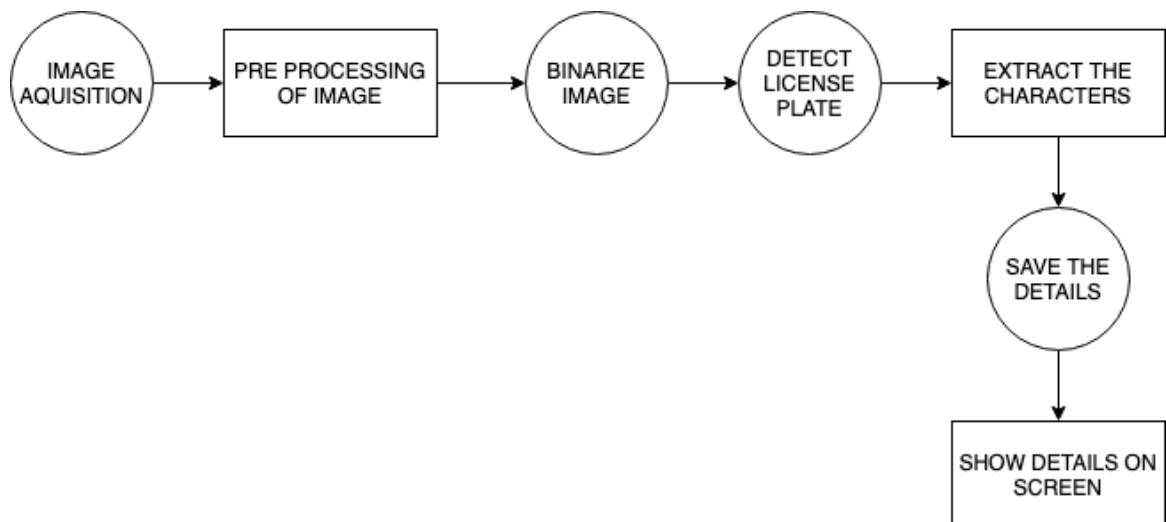 IMAGE
AQUISITION
PRE PROCESSING
OF IMAGE
BINARIZE
IMAGE
DETECT
LICENSE
PLATE
EXTRACT THE
CHARACTERS
SAVE THE
DETAILS
SHOW DETAILS ON
SCREEN